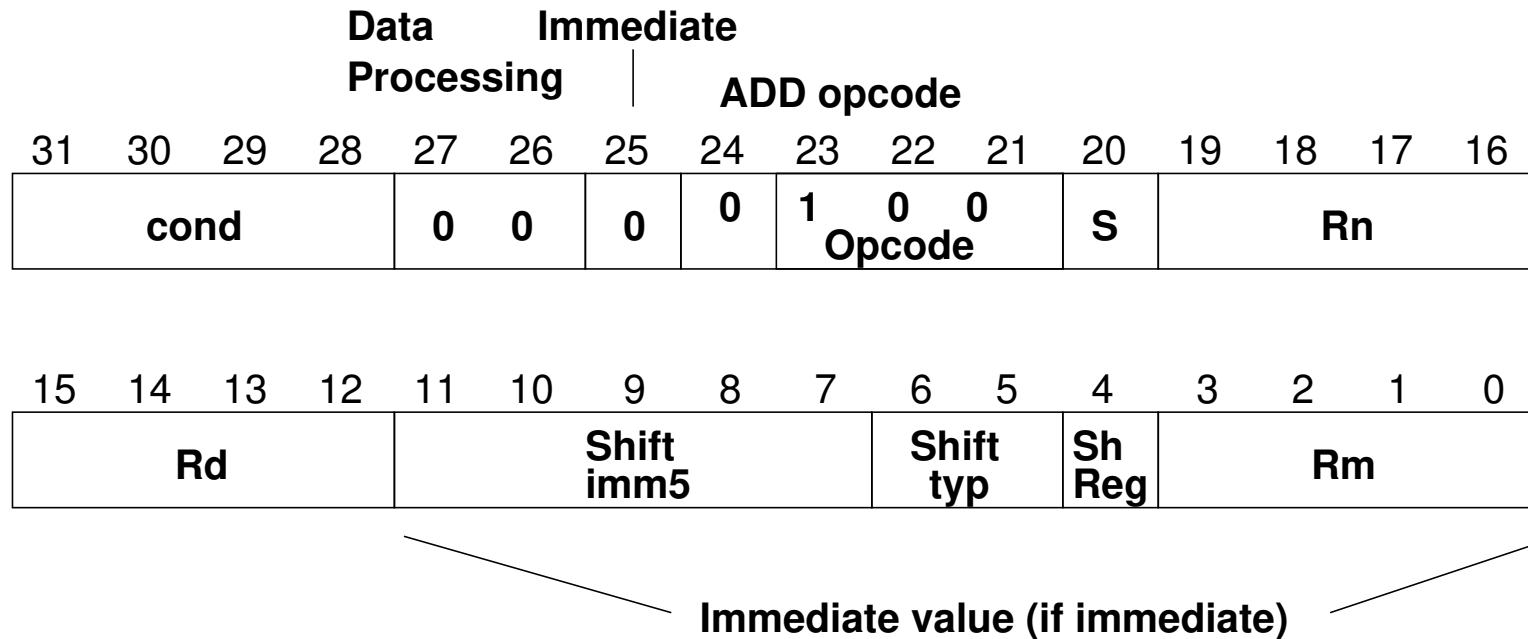 Data Immediate
Processing
ADD opcode
31 30 29 28 27 26 25 24 23 22 21 20 19 18 17 16
cond 0 0 0 0 1 0 0 S Rn
Opcode
15 14 13 12 11 10 9 8 7 6 5 4 3 2 1 0
Rd Shift Shift Sh Rm
imm5 typ Reg
Immediate value (if immediate)